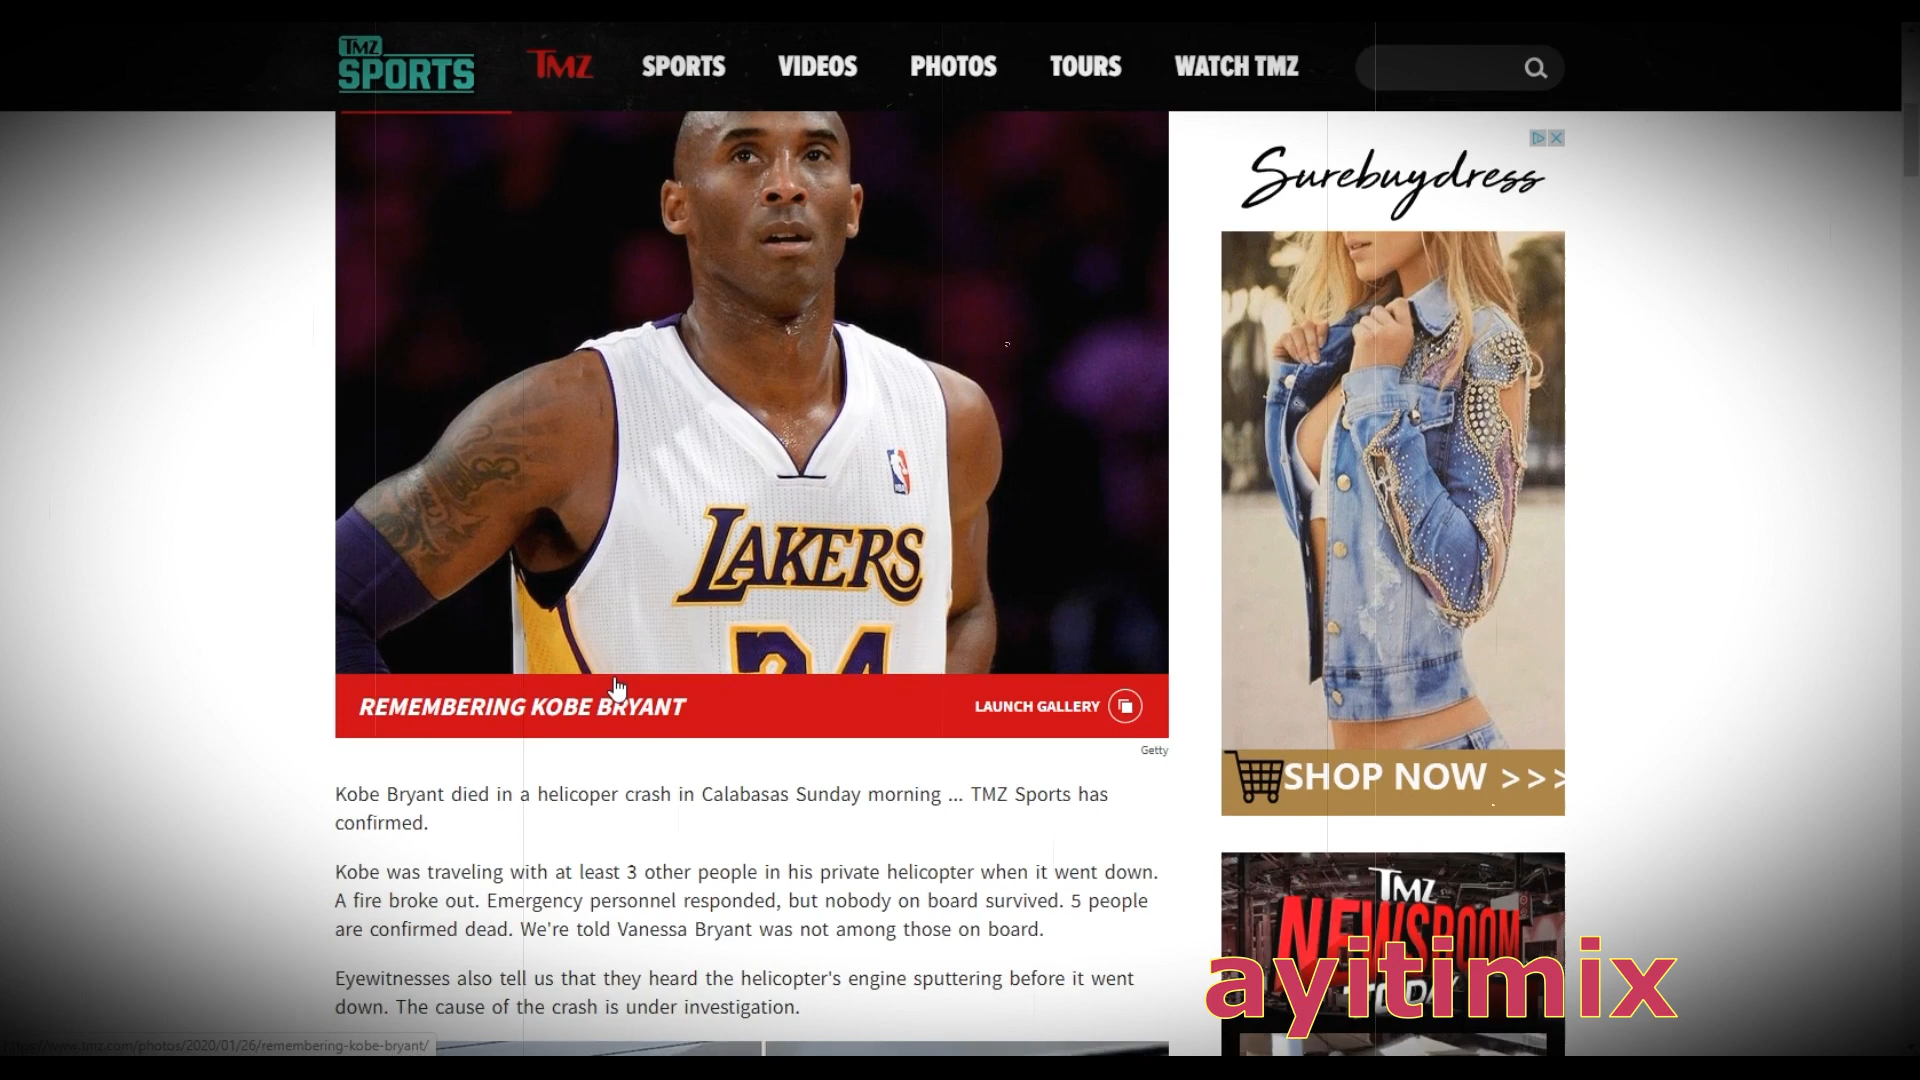 TMZ
SPORTS
TMZ
SPORTS
VIDEOS
PHOTOS
TOURS
WATCH TMZ
LAKERS
24
REMEMBERING KOBE BRYANT
LAUNCH GALLERY
Getty
Kobe Bryant died in a helicoper crash in Calabasas Sunday morning ... TMZ Sports has
confirmed.
Kobe was traveling with at least 3 other people in his private helicopter when it went down.
A fire broke out. Emergency personnel responded, but nobody on board survived. 5 people
are confirmed dead. We're told Vanessa Bryant was not among those on board.
Eyewitnesses also tell us that they heard the helicopter's engine sputtering before it went
down. The cause of the crash is under investigation.
Surebuydress
SHOP NOW >>>
TMZ
NEWSROOM
TODAY
ayitimix
https://www.tmz.com/photos/2020/01/26/remembering-kobe-bryant/